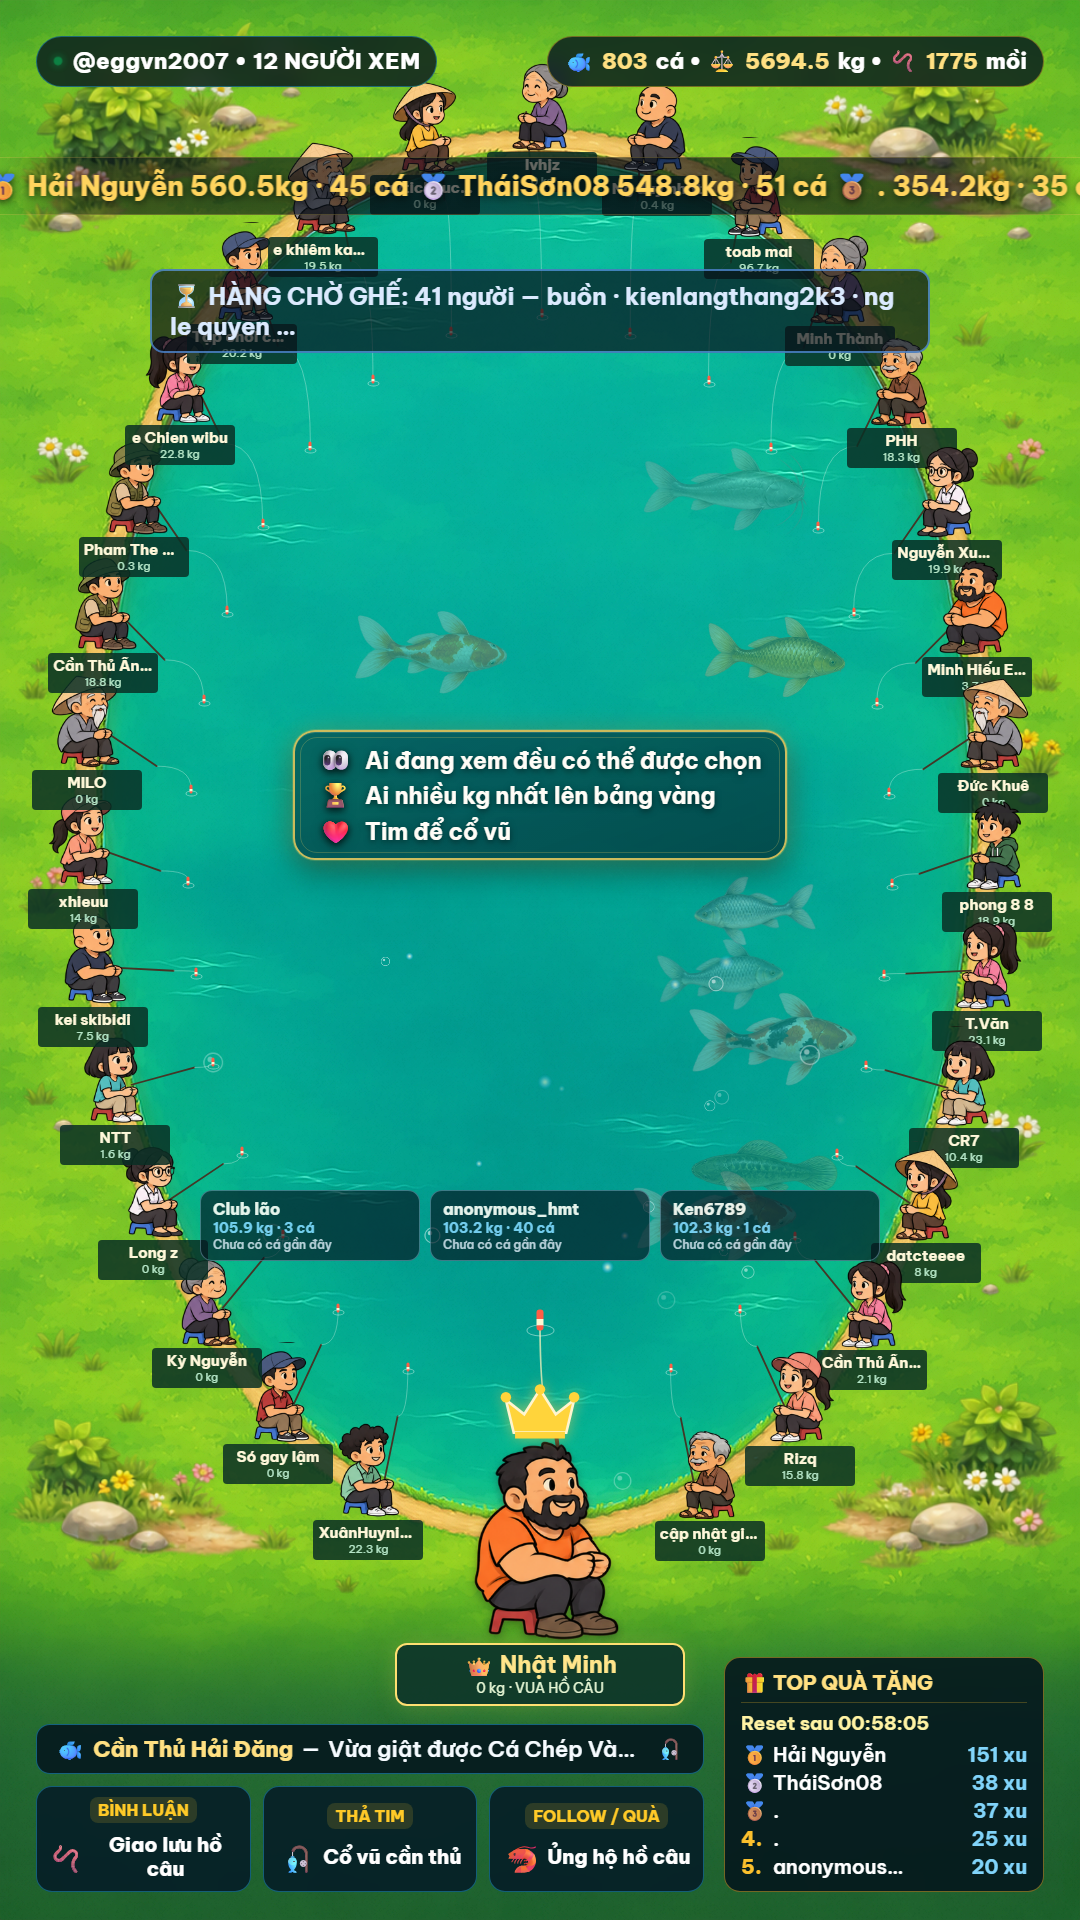 @eggvn2007 • 12 NGƯỜI XEM
803 cá • 5694.5 kg • 1775 mồi
lvhjz
0 kg
0.4 kg
Hải Nguyễn 560.5kg · 45 cá TháiSơn08 548.8kg · 51 cá . 354.2kg · 35 c
e khiêm ka...
19.5 kg
toab mai
96.7 kg
HÀNG CHỜ GHẾ: 41 người — buồn · kienlangthang2k3 · ng
le quyen ...
20.2 kg
Minh Thành
0 kg
e Chien wibu
22.8 kg
PHH
18.3 kg
Pham The ...
0.3 kg
Nguyễn Xu...
19.9 kg
Cần Thủ Ẩn...
18.8 kg
Minh Hiếu E...
MILO
0 kg
Đức Khuê
0 kg
Ai đang xem đều có thể được chọn
Ai nhiều kg nhất lên bảng vàng
Tim để cổ vũ
xhieuu
14 kg
phong 8 8
18.9 kg
kei skibidi
7.5 kg
T.Văn
23.1 kg
NTT
1.6 kg
CR7
10.4 kg
Club lão
105.9 kg · 3 cá
Chưa có cá gần đây
anonymous_hmt
103.2 kg · 40 cá
Chưa có cá gần đây
Ken6789
102.3 kg · 1 cá
Chưa có cá gần đây
Long z
0 kg
datcteeee
8 kg
Kỳ Nguyễn
0 kg
Cần Thủ Ẩn...
2.1 kg
Só gay lậm
0 kg
Rizq
15.8 kg
XuânHuynl...
22.3 kg
cập nhật gi...
0 kg
Nhật Minh
0 kg · VUA HỒ CÂU
TOP QUÀ TẶNG
Reset sau 00:58:05
Hải Nguyễn 151 xu
TháiSơn08 38 xu
. 37 xu
4. . 25 xu
5. anonymous... 20 xu
Cần Thủ Hải Đăng — Vừa giật được Cá Chép Và...
BÌNH LUẬN
Giao lưu hồ
câu
THẢ TIM
Cổ vũ cần thủ
FOLLOW / QUÀ
Ủng hộ hồ câu